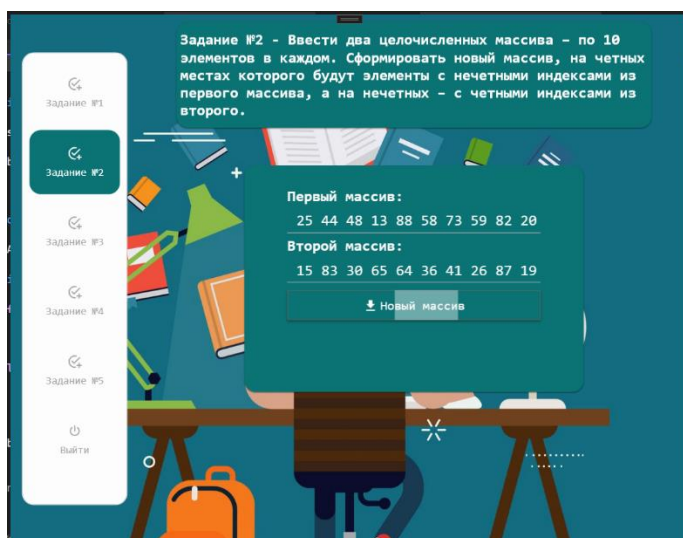 Задание №2 - Ввести два целочисленных массива – по 10
элементов в каждом. Сформировать новый массив, на четных
местах которого будут элементы с нечетными индексами из
первого массива, а на нечетных – с четными индексами из
второго.
Задание №1
Задание №2
Задание №3
Задание №4
Задание №5
Выйти
Первый массив:
25 44 48 13 88 58 73 59 82 20
Второй массив:
15 83 30 65 64 36 41 26 87 19
Новый массив